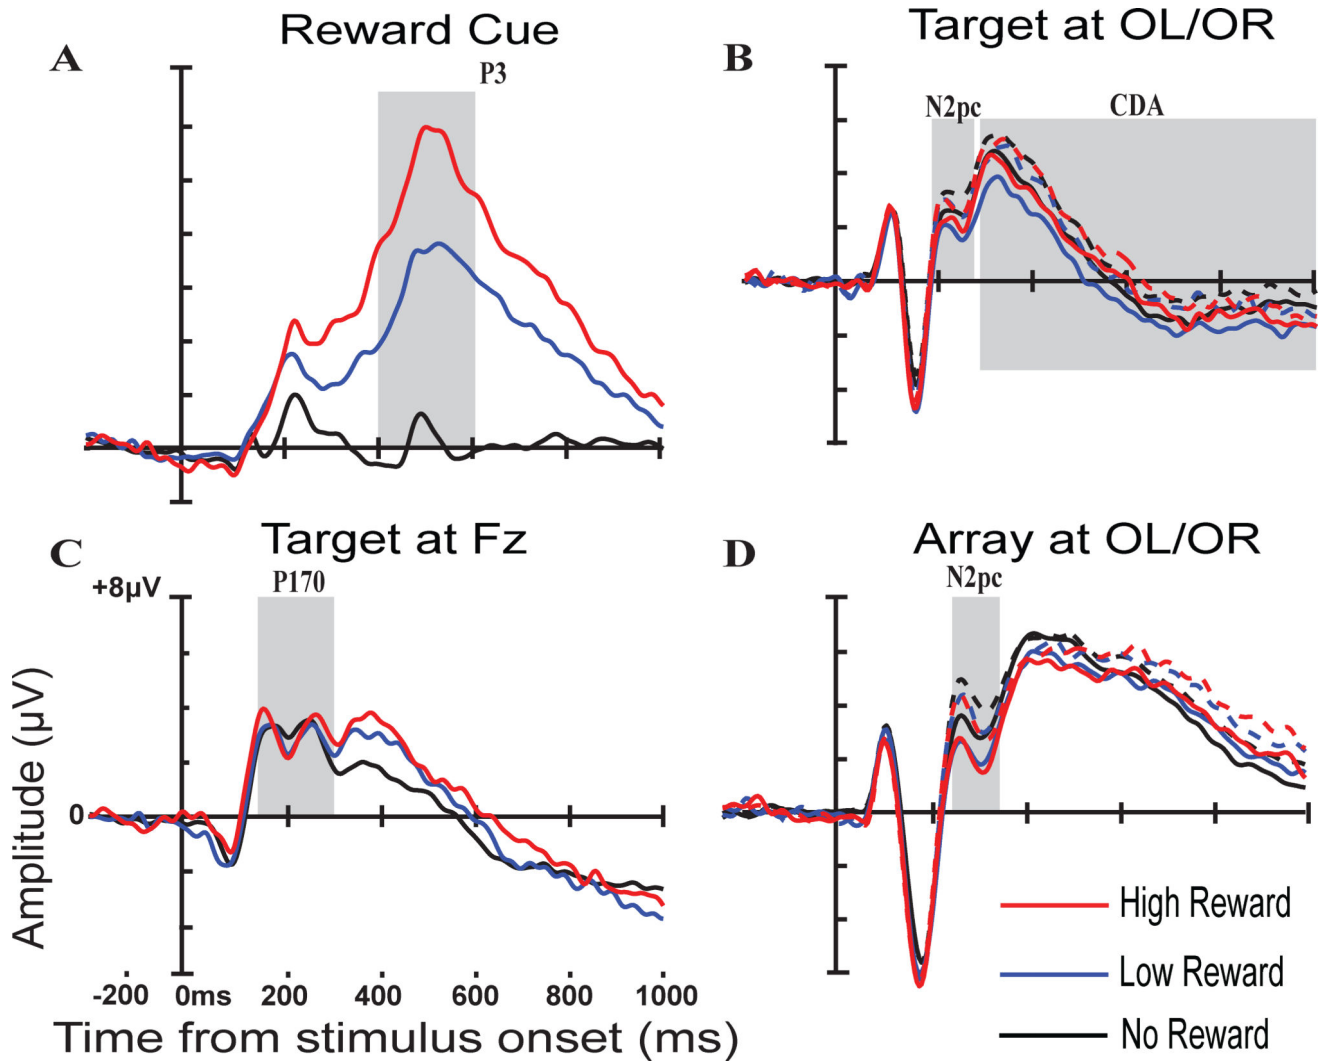 Reward Cue
A
P3
Target at OL/OR
B
N2pc
CDA
Target at Fz
C
P170
+8µV
0
Amplitude (µV)
-200 0ms 200 400 600 800 1000
Time from stimulus onset (ms)
Array at OL/OR
D
N2pc
High Reward
Low Reward
No Reward